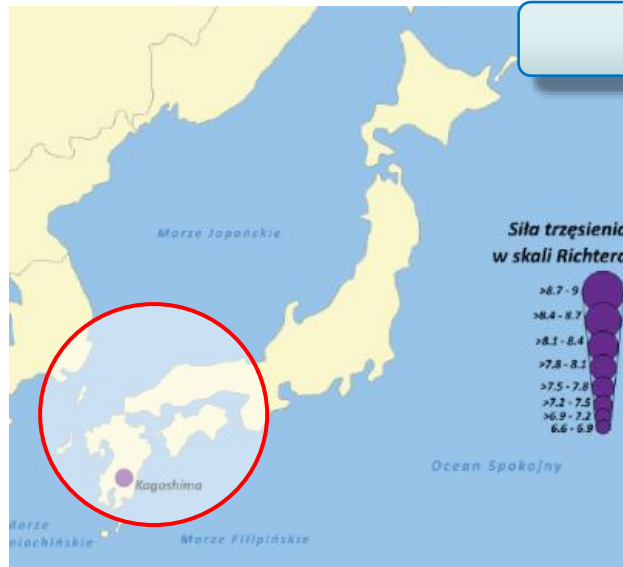 Morze Japońskie
Siła trzęsienia
w skali Richtera
>8.7 - 9
>8.4 - 8.7
>8.1 - 8.4
>7.8 - 8.1
>7.5 - 7.8
>7.2 - 7.5
>6.9 - 7.2
6.6 - 6.9
Ocean Spokojny
Kagoshima
Morze
Morze Filipińskie